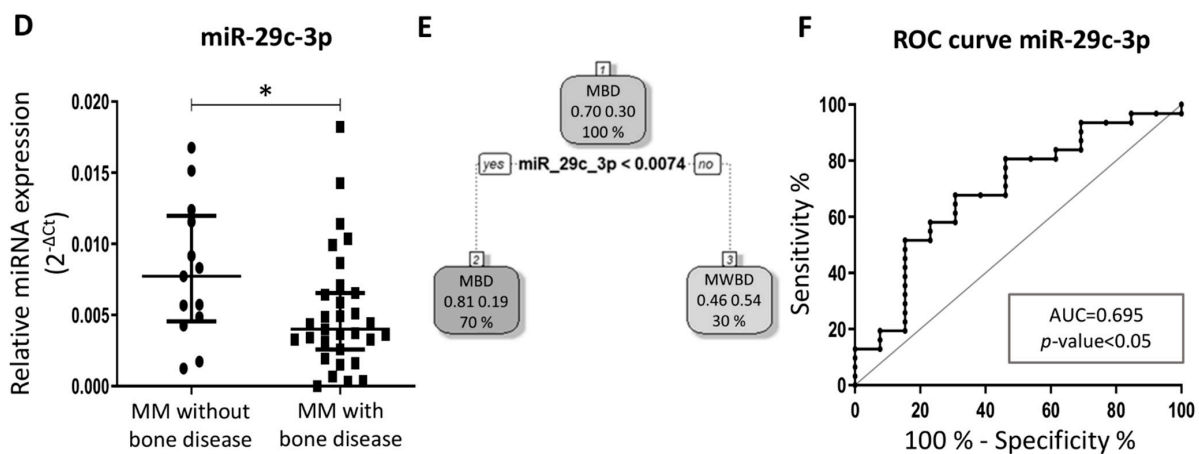 D
miR-29c-3p
*
Relative miRNA expression
(2^-ΔCt)
0.020
0.015
0.010
0.005
0.000
MM without
bone disease
MM with
bone disease
E
1
MBD
0.70 0.30
100 %
yes miR_29c_3p < 0.0074 no
2
MBD
0.81 0.19
70 %
3
MWBD
0.46 0.54
30 %
F
ROC curve miR-29c-3p
Sensitivity %
100
80
60
40
20
0
AUC=0.695
p-value<0.05
0 20 40 60 80 100
100 % - Specificity %